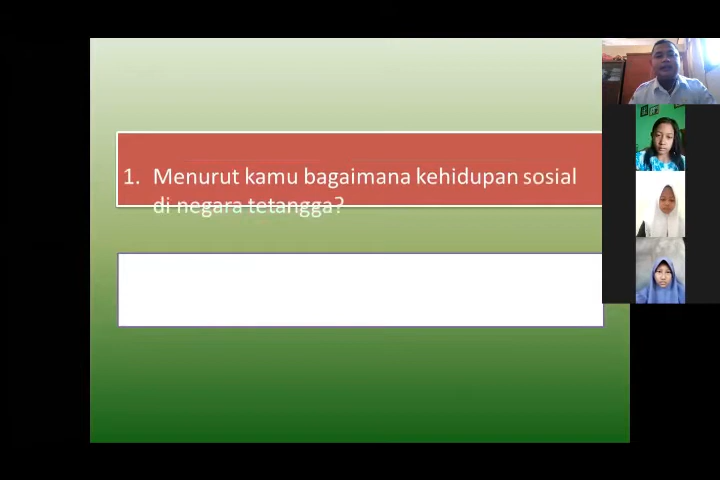 1. Menurut kamu bagaimana kehidupan sosial
di negara tetangga?